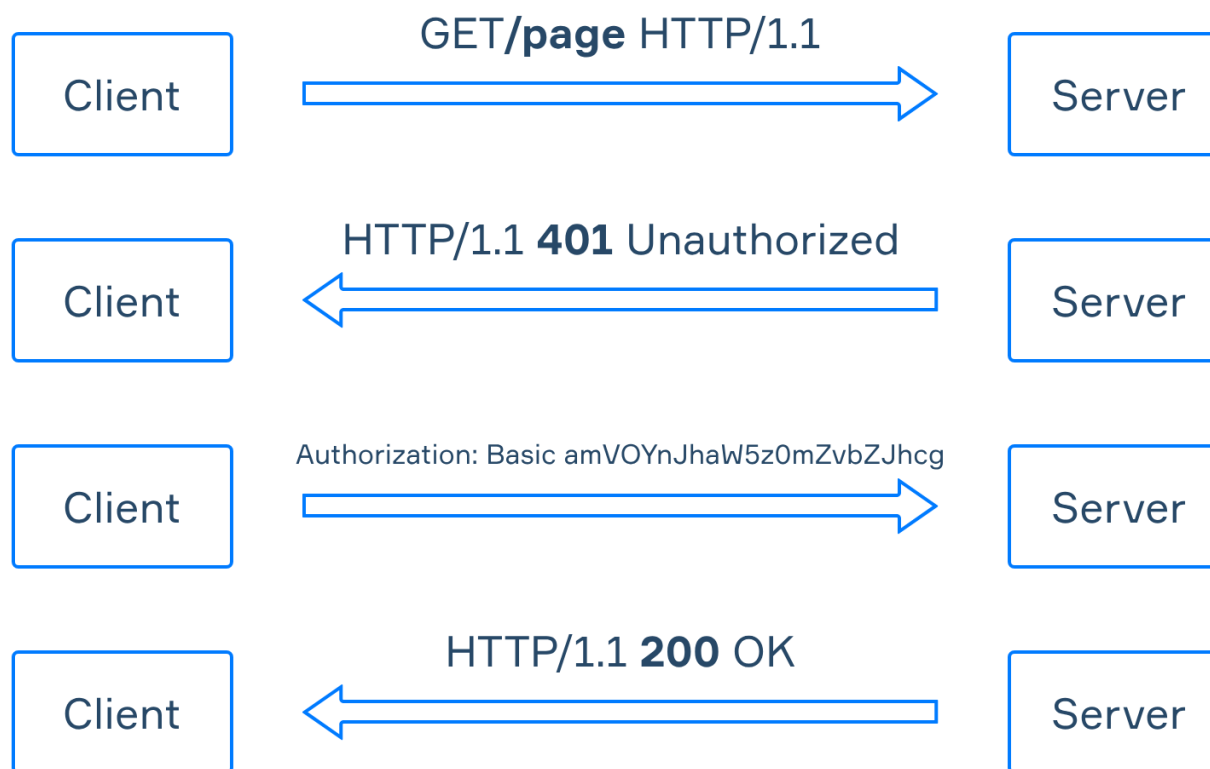 GET/page HTTP/1.1
Client
Server
HTTP/1.1 401 Unauthorized
Client
Server
Authorization: Basic amVOYnJhaW5z0mZvbZJhcg
Client
Server
HTTP/1.1 200 OK
Client
Server